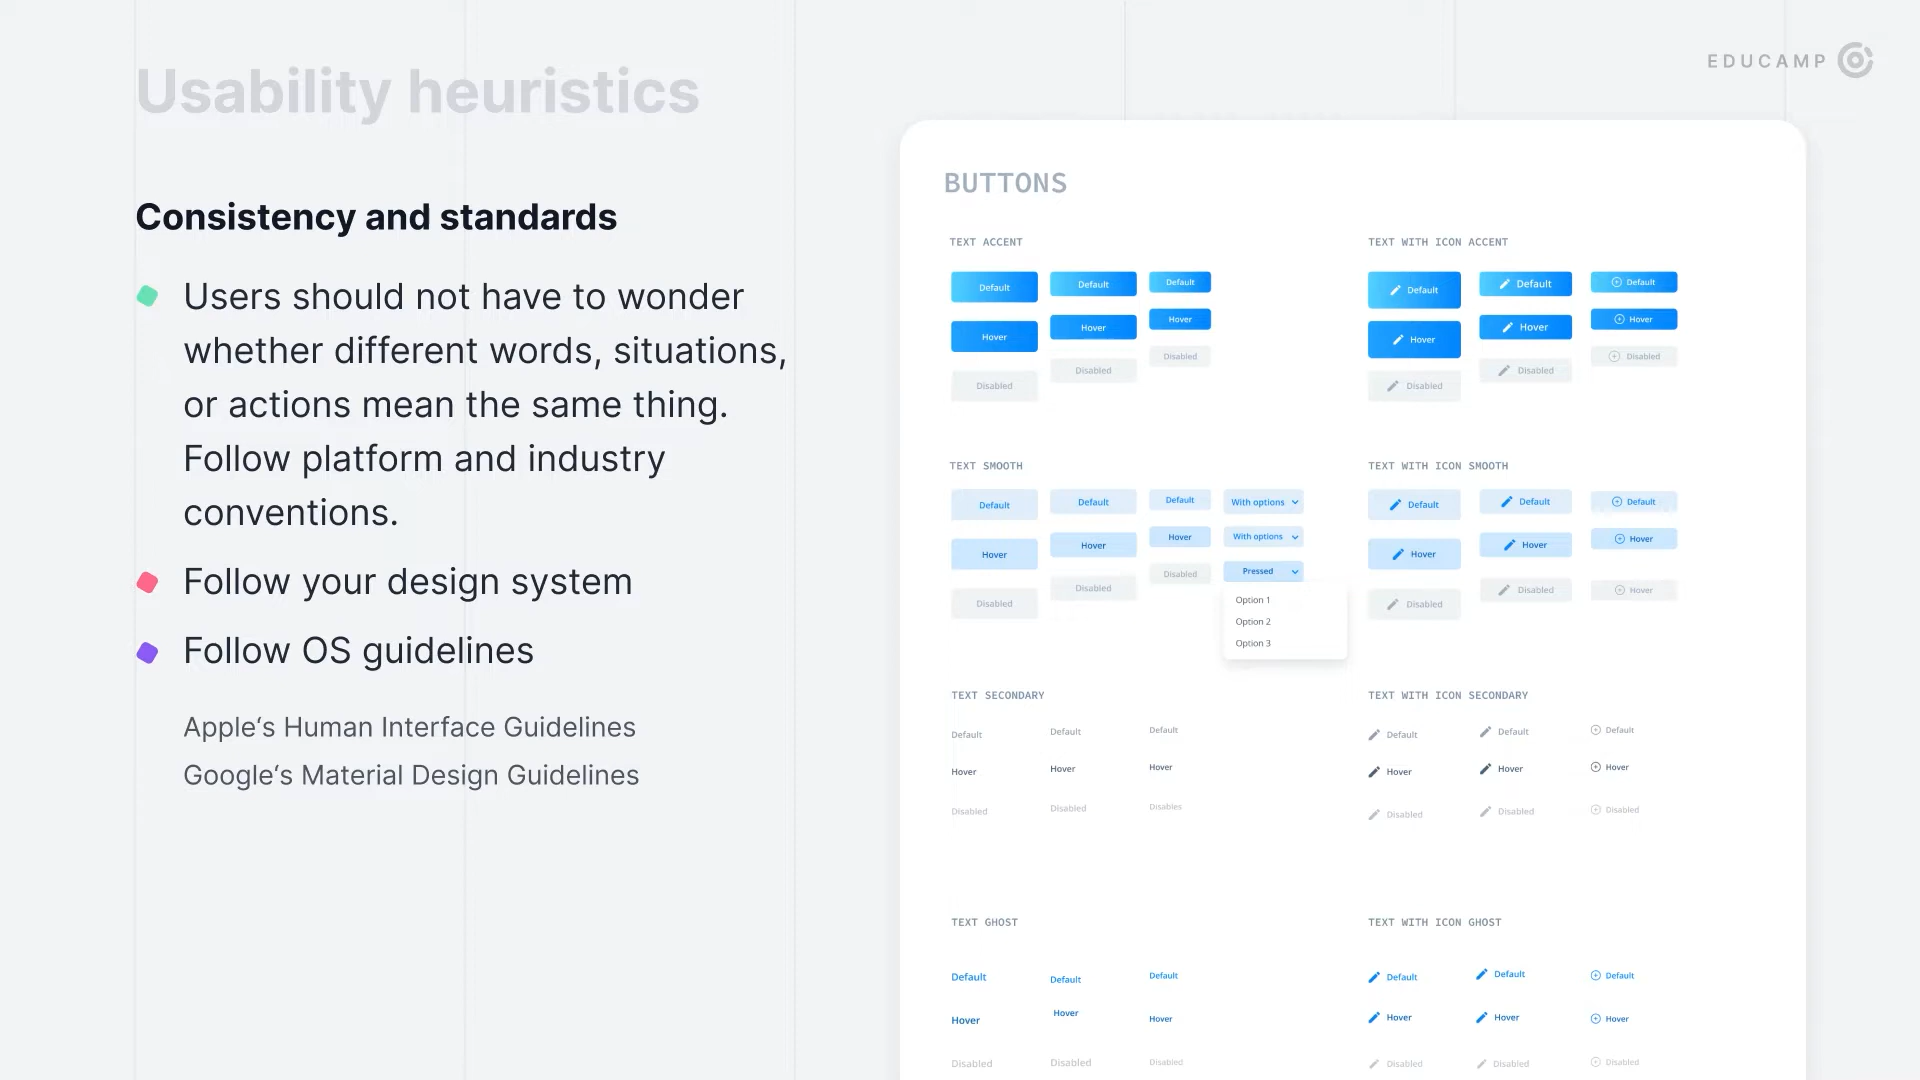 Usability heuristics
EDUCAMP
Consistency and standards
Users should not have to wonder
whether different words, situations,
or actions mean the same thing.
Follow platform and industry
conventions.
Follow your design system
Follow OS guidelines
Apple‘s Human Interface Guidelines
Google‘s Material Design Guidelines
BUTTONS
TEXT ACCENT
Default Default Default
Hover Hover Hover
Disabled Disabled Disabled
TEXT WITH ICON ACCENT
Default Default Default
Hover Hover Hover
Disabled Disabled Disabled
TEXT SMOOTH
Default Default Default With options
Hover Hover Hover With options
Disabled Disabled Disabled Pressed
Option 1
Option 2
Option 3
TEXT WITH ICON SMOOTH
Default Default Default
Hover Hover Hover
Disabled Disabled Hover
TEXT SECONDARY
Default Default Default
Hover Hover Hover
Disabled Disabled Disables
TEXT WITH ICON SECONDARY
Default Default Default
Hover Hover Hover
Disabled Disabled Disabled
TEXT GHOST
Default Default Default
Hover Hover Hover
Disabled Disabled Disabled
TEXT WITH ICON GHOST
Default Default Default
Hover Hover Hover
Disabled Disabled Disabled